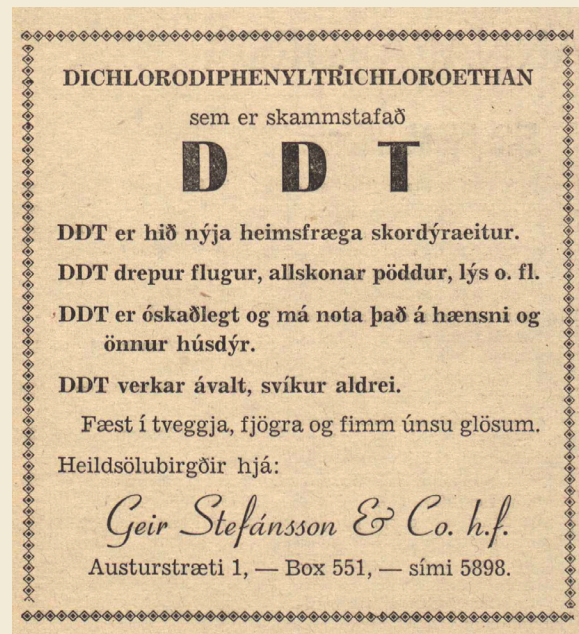 DICHLORODIPHENYLTRICHLOROETHAN
sem er skammstafað
D D T
DDT er hið nýja heimsfræga skordýraeitur.
DDT drepur flugur, allskonar pöddur, lýs o. fl.
DDT er óskaðlegt og má nota það á hænsni og
önnur húsdýr.
DDT verkar ávalt, svíkur aldrei.
Fæst í tveggja, fjögra og fimm únsu glösum.
Heildsölubirgðir hjá:
Geir Stefánsson & Co. h.f.
Austurstræti 1, — Box 551, — sími 5898.